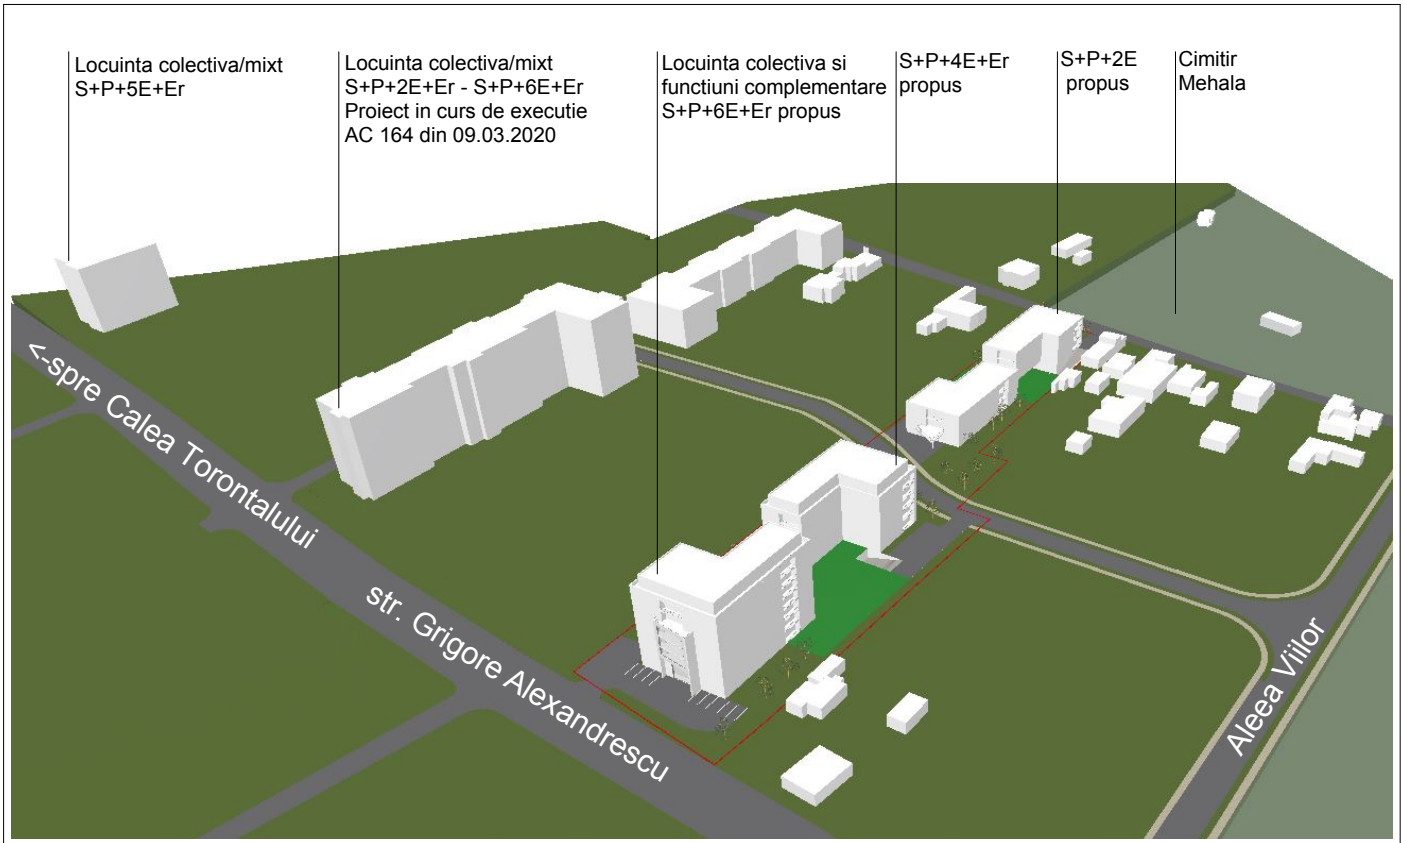 Locuinta colectiva/mixt
S+P+5E+Er
Locuinta colectiva/mixt
S+P+2E+Er - S+P+6E+Er
Proiect in curs de executie
AC 164 din 09.03.2020
Locuinta colectiva si
functiuni complementare
S+P+6E+Er propus
S+P+4E+Er
propus
S+P+2E
propus
Cimitir
Mehala
<-spre Calea Torontalului
str. Grigore Alexandrescu
Aleea Viilor